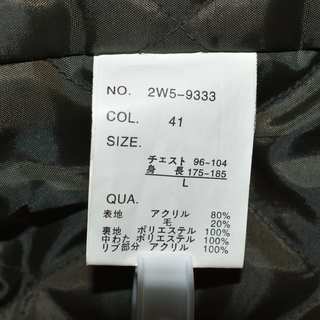 NO. 2W5-9333
COL. 41
SIZE.
チェスト 96-104
身 長 175-185
L
QUA.
表地 アクリル 80%
毛 20%
裏地 ポリエステル 100%
中わた ポリエステル 100%
リブ部分 アクリル 100%